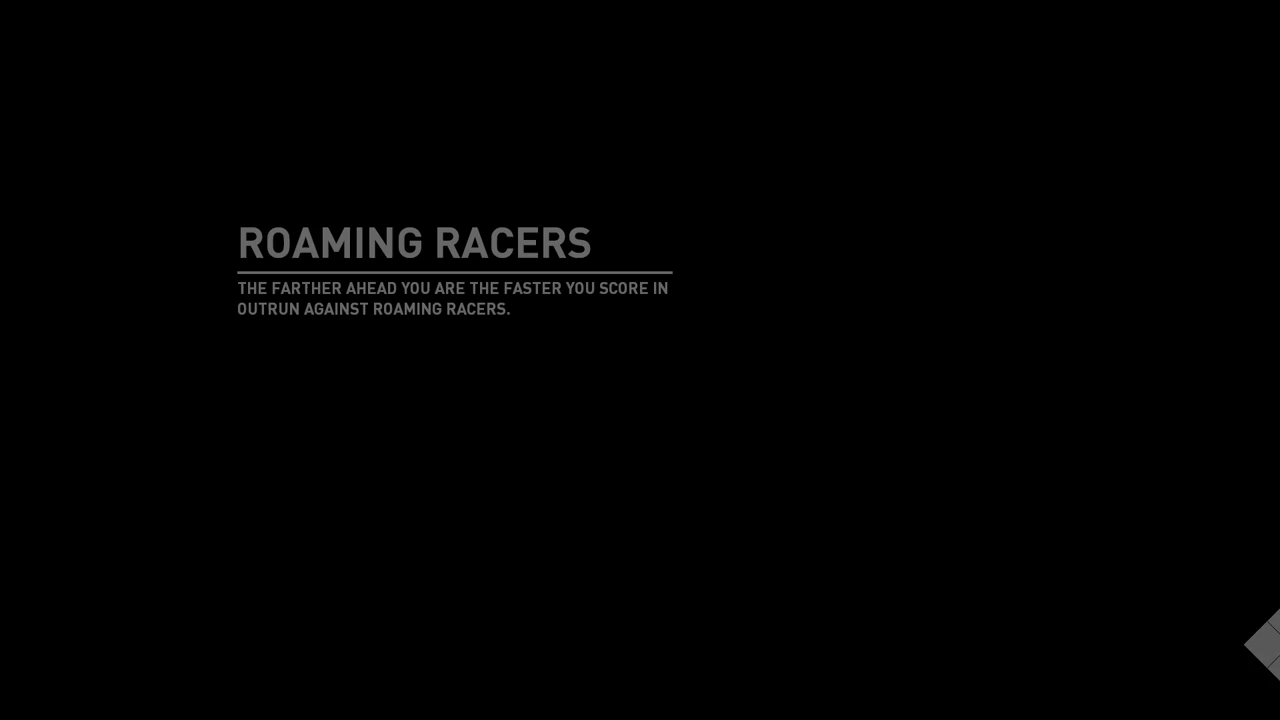 ROAMING RACERS
THE FARTHER AHEAD YOU ARE THE FASTER YOU SCORE IN
OUTRUN AGAINST ROAMING RACERS.